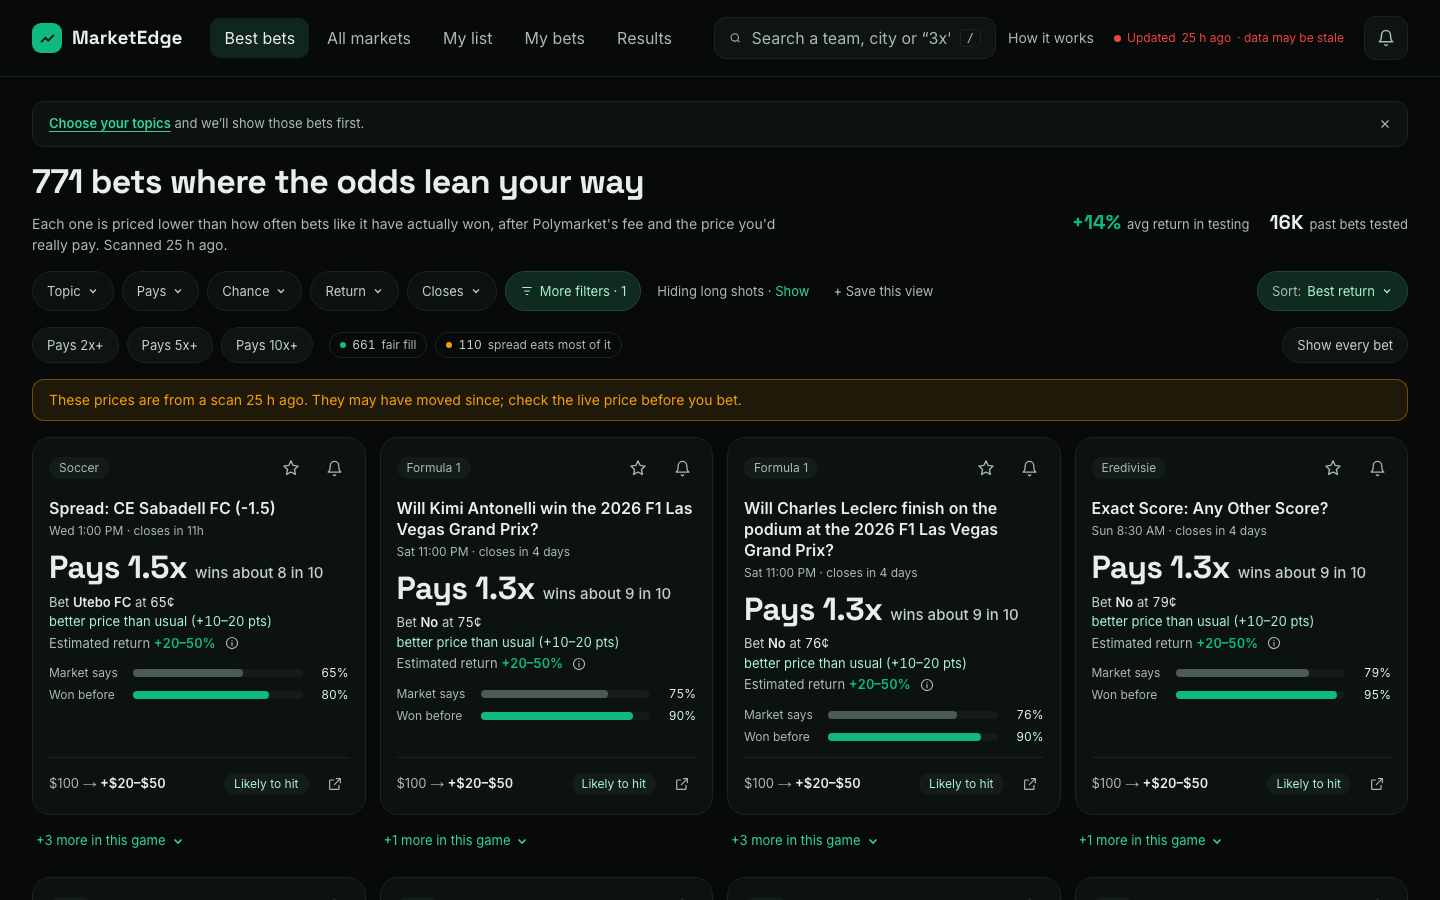 MarketEdge
Best bets
All markets
My list
My bets
Results
Search a team, city or “3x’
/
How it works
Updated 25 h ago · data may be stale
Choose your topics and we’ll show those bets first.
771 bets where the odds lean your way
Each one is priced lower than how often bets like it have actually won, after Polymarket's fee and the price you'd
really pay. Scanned 25 h ago.
+14% avg return in testing
16K past bets tested
Topic
Pays
Chance
Return
Closes
More filters · 1
Hiding long shots · Show
+ Save this view
Sort: Best return
Pays 2x+
Pays 5x+
Pays 10x+
661 fair fill
110 spread eats most of it
Show every bet
These prices are from a scan 25 h ago. They may have moved since; check the live price before you bet.
Soccer
Spread: CE Sabadell FC (-1.5)
Wed 1:00 PM · closes in 11h
Pays 1.5x wins about 8 in 10
Bet Utebo FC at 65¢
better price than usual (+10–20 pts)
Estimated return +20–50%
Market says 65%
Won before 80%
$100 → +$20–$50
Likely to hit
+3 more in this game
Formula 1
Will Kimi Antonelli win the 2026 F1 Las
Vegas Grand Prix?
Sat 11:00 PM · closes in 4 days
Pays 1.3x wins about 9 in 10
Bet No at 75¢
better price than usual (+10–20 pts)
Estimated return +20–50%
Market says 75%
Won before 90%
$100 → +$20–$50
Likely to hit
+1 more in this game
Formula 1
Will Charles Leclerc finish on the
podium at the 2026 F1 Las Vegas
Grand Prix?
Sat 11:00 PM · closes in 4 days
Pays 1.3x wins about 9 in 10
Bet No at 76¢
better price than usual (+10–20 pts)
Estimated return +20–50%
Market says 76%
Won before 90%
$100 → +$20–$50
Likely to hit
+3 more in this game
Eredivisie
Exact Score: Any Other Score?
Sun 8:30 AM · closes in 4 days
Pays 1.3x wins about 9 in 10
Bet No at 79¢
better price than usual (+10–20 pts)
Estimated return +20–50%
Market says 79%
Won before 95%
$100 → +$20–$50
Likely to hit
+1 more in this game